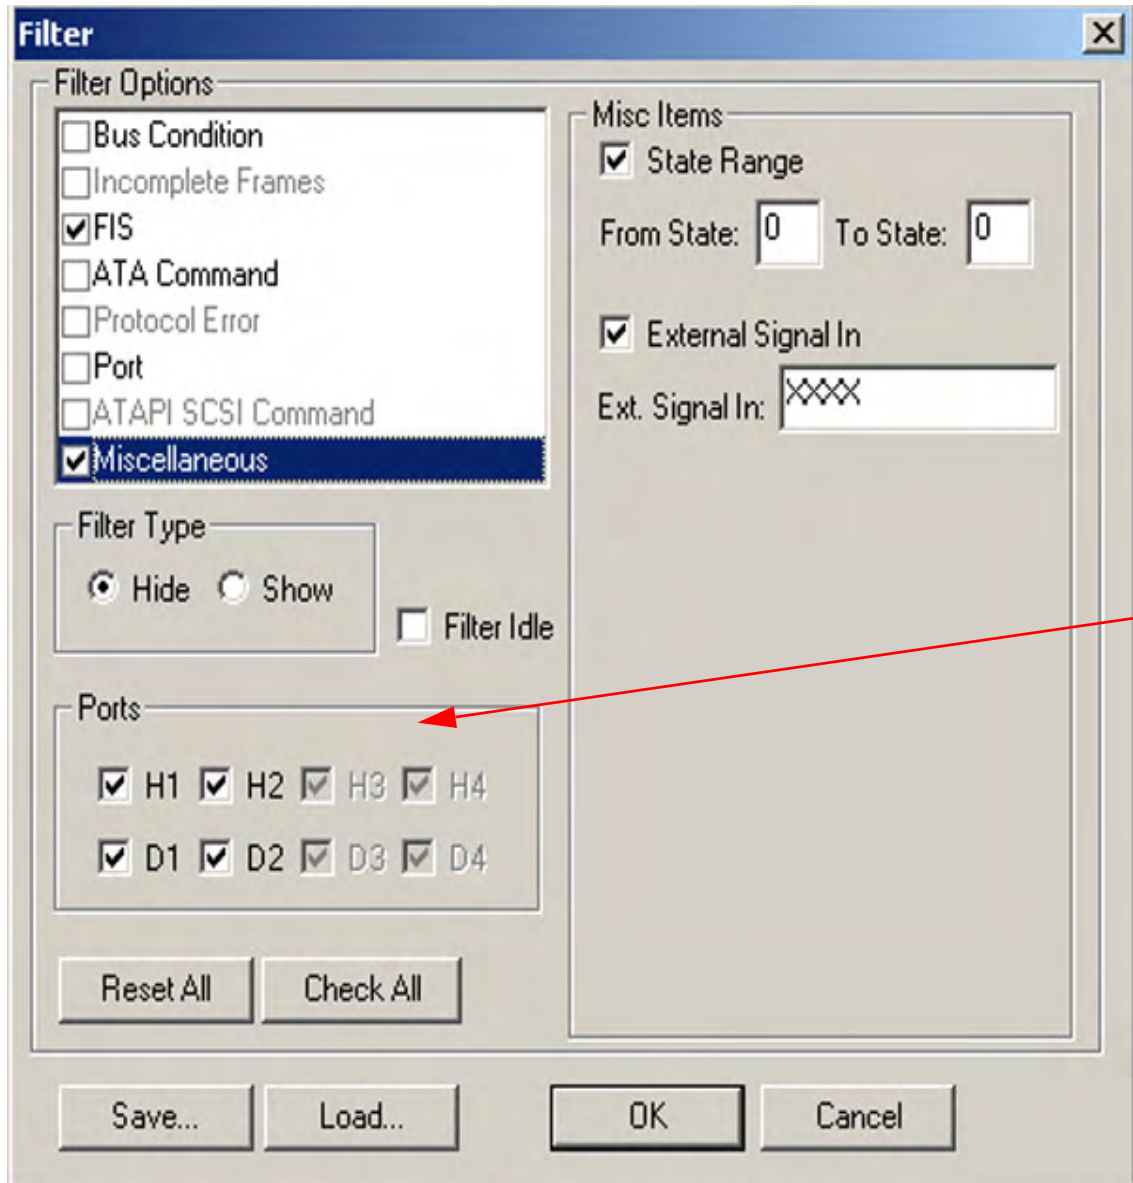 Filter
Filter Options
Bus Condition
Incomplete Frames
FIS
ATA Command
Protocol Error
Port
ATAPI SCSI Command
Miscellaneous
Filter Type
Hide Show
Filter Idle
Ports
H1 H2 H3 H4
D1 D2 D3 D4
Reset All Check All
Misc Items
State Range
From State: 0 To State: 0
External Signal In
Ext. Signal In: XXXX
Save... Load... OK Cancel